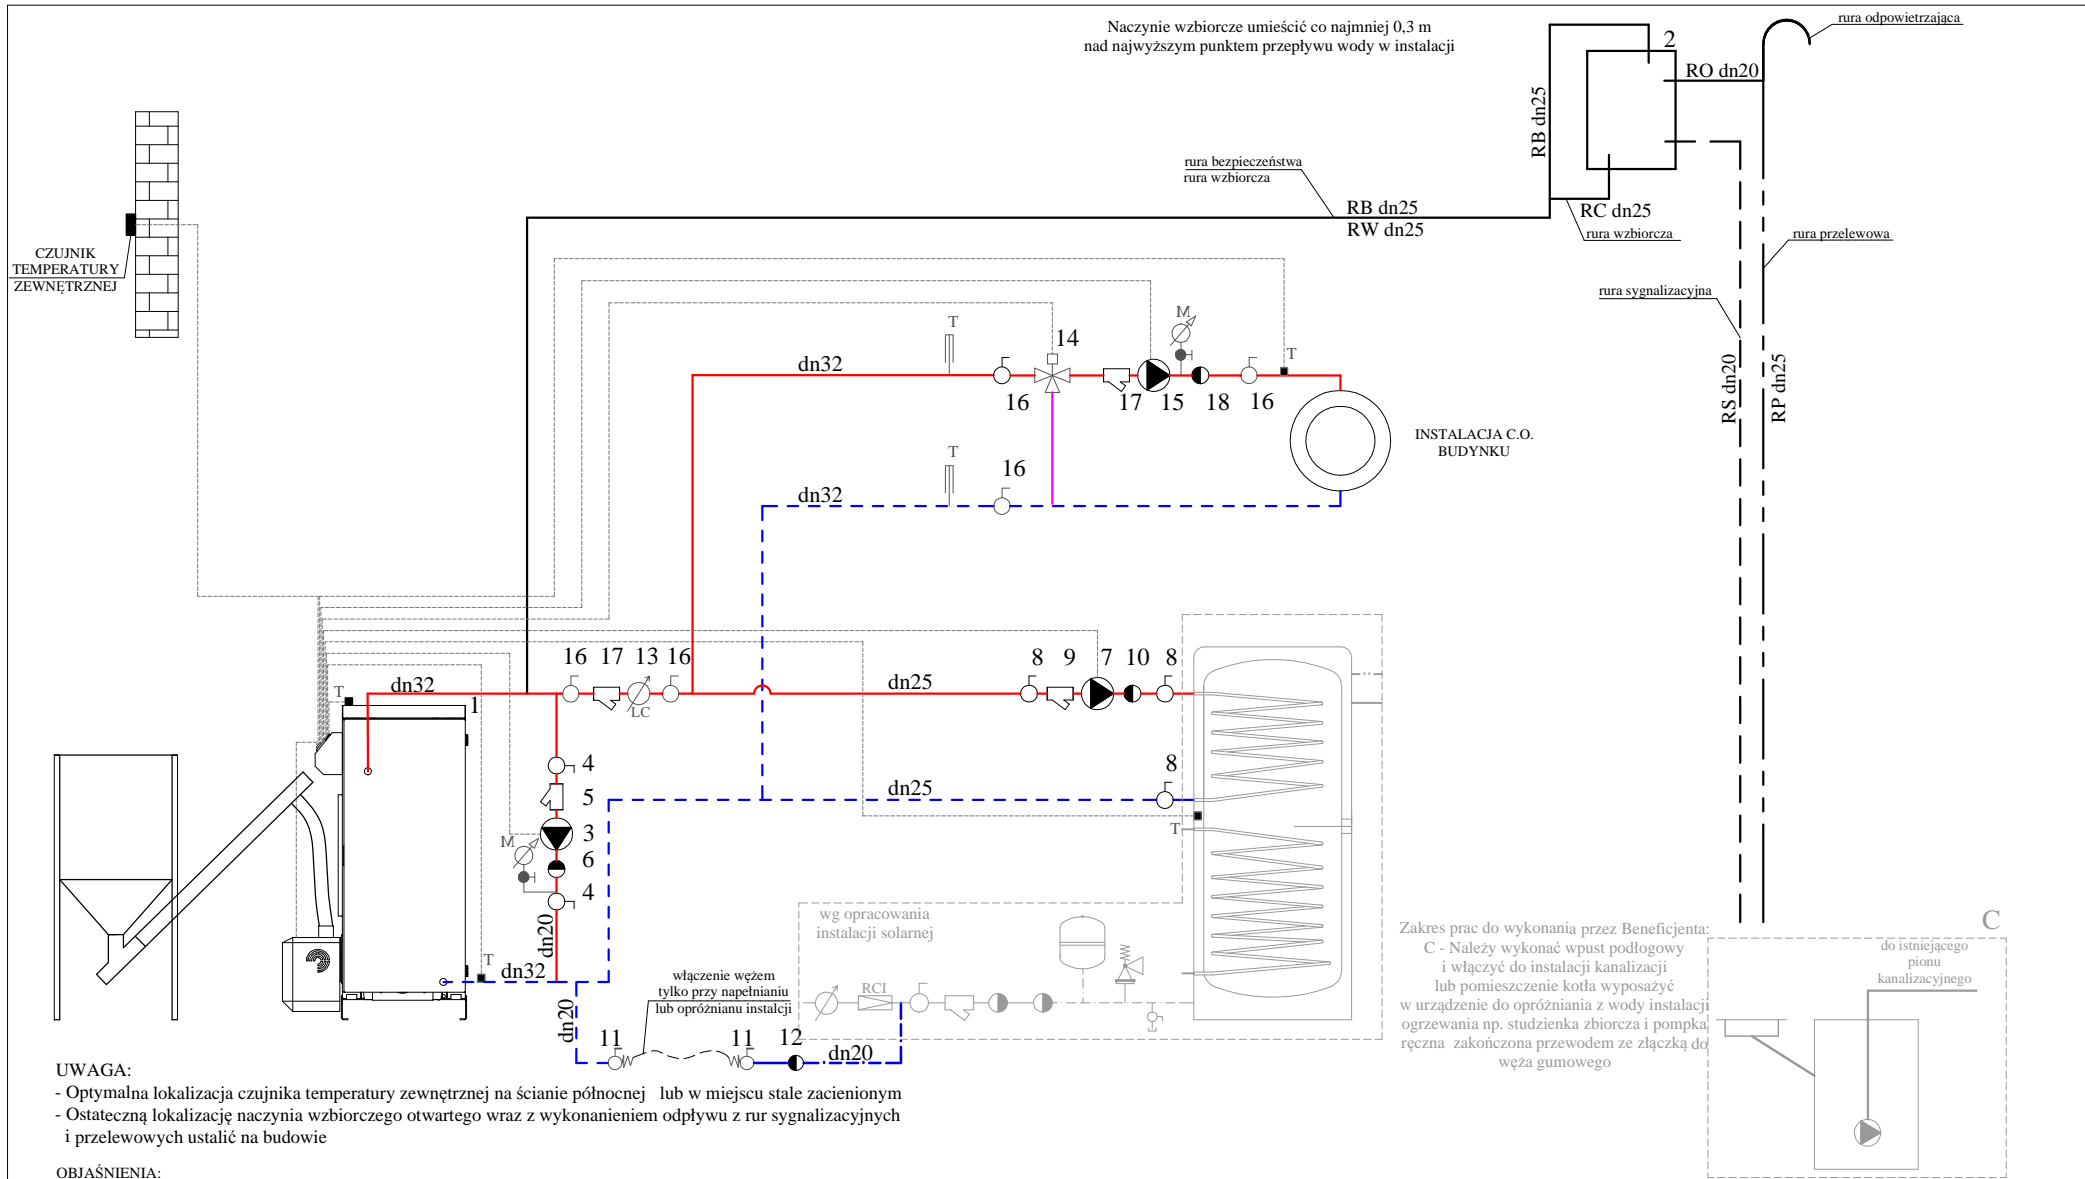 Naczynie wzbiorcze umieścić co najmniej 0,3 m
nad najwyższym punktem przepływu wody w instalacji
rura odpowietrzająca
2
RO dn20
RB dn25
rura bezpieczeństwa
rura wzbiorcza
RB dn25
RW dn25
RC dn25
rura wzbiorcza
rura przelewowa
rura sygnalizacyjna
RS dn20
RP dn25
CZUJNIK
TEMPERATURY
ZEWNĘTRZNEJ
T
14
M
T
dn32
16
17
15
18
16
INSTALACJA C.O.
BUDYNKU
T
16
dn32
16
17
13
16
LC
8
9
7
10
8
T
dn32
1
dn25
4
5
3
M
6
4
dn20
8
dn25
T
T
dn32
dn20
włączenie wężem
tylko przy napełnianiu
lub opróżnianu instalcji
11
11
12
dn20
wg opracowania
instalacji solarnej
RCI
Zakres prac do wykonania przez Beneficjenta:
C - Należy wykonać wpust podłogowy
i włączyć do instalacji kanalizacji
lub pomieszczenie kotła wyposażyć
w urządzenie do opróżniania z wody instalacji
ogrzewania np. studzienka zbiorcza i pompka
ręczna zakończona przewodem ze złączką do
węża gumowego
C
do istniejącego
pionu
kanalizacyjnego
UWAGA:
- Optymalna lokalizacja czujnika temperatury zewnętrznej na ścianie północnej lub w miejscu stale zacienionym
- Ostateczną lokalizację naczynia wzbiorczego otwartego wraz z wykonanieniem odpływu z rur sygnalizacyjnych
i przelewowych ustalić na budowie
OBJAŚNIENIA: